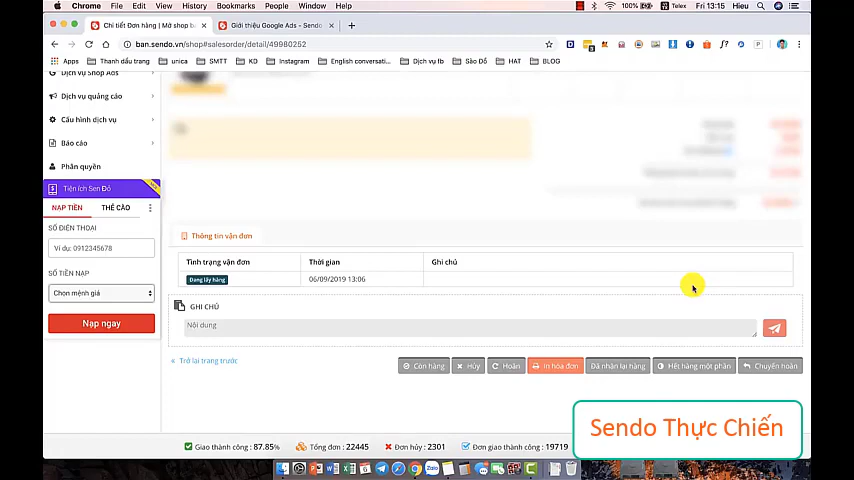 Chrome File Edit View History Bookmarks People Window Help
100% Telex Fri 13:15 Hieu
Chi tiết Đơn hàng | Mở shop b
Giới thiệu Google Ads - Sendo
ban.sendo.vn/shop#salesorder/detail/49980252
Apps Thanh dấu trang unica SMTT KD Instagram English conversati... Dịch vụ fb Sào Đồ HAT BLOG
Dịch vụ Shop Ads
Dịch vụ quảng cáo
Cấu hình dịch vụ
Báo cáo
Phân quyền
Tiện ích Sen Đỏ
NẠP TIỀN THẺ CÀO
SỐ ĐIỆN THOẠI
Ví dụ: 0912345678
SỐ TIỀN NẠP
Chọn mệnh giá
Nạp ngay
Thông tin vận đơn
Tình trạng vận đơn Thời gian Ghi chú
Đang lấy hàng 06/09/2019 13:06
GHI CHÚ
Nội dung
« Trở lại trang trước
Còn hàng Hủy Hoãn In hóa đơn Đã nhận lại hàng Hết hàng một phần Chuyển hoàn
Giao thành công : 87.85% Tổng đơn : 22445 Đơn hủy : 2301 Đơn giao thành công : 19719
Sendo Thực Chiến